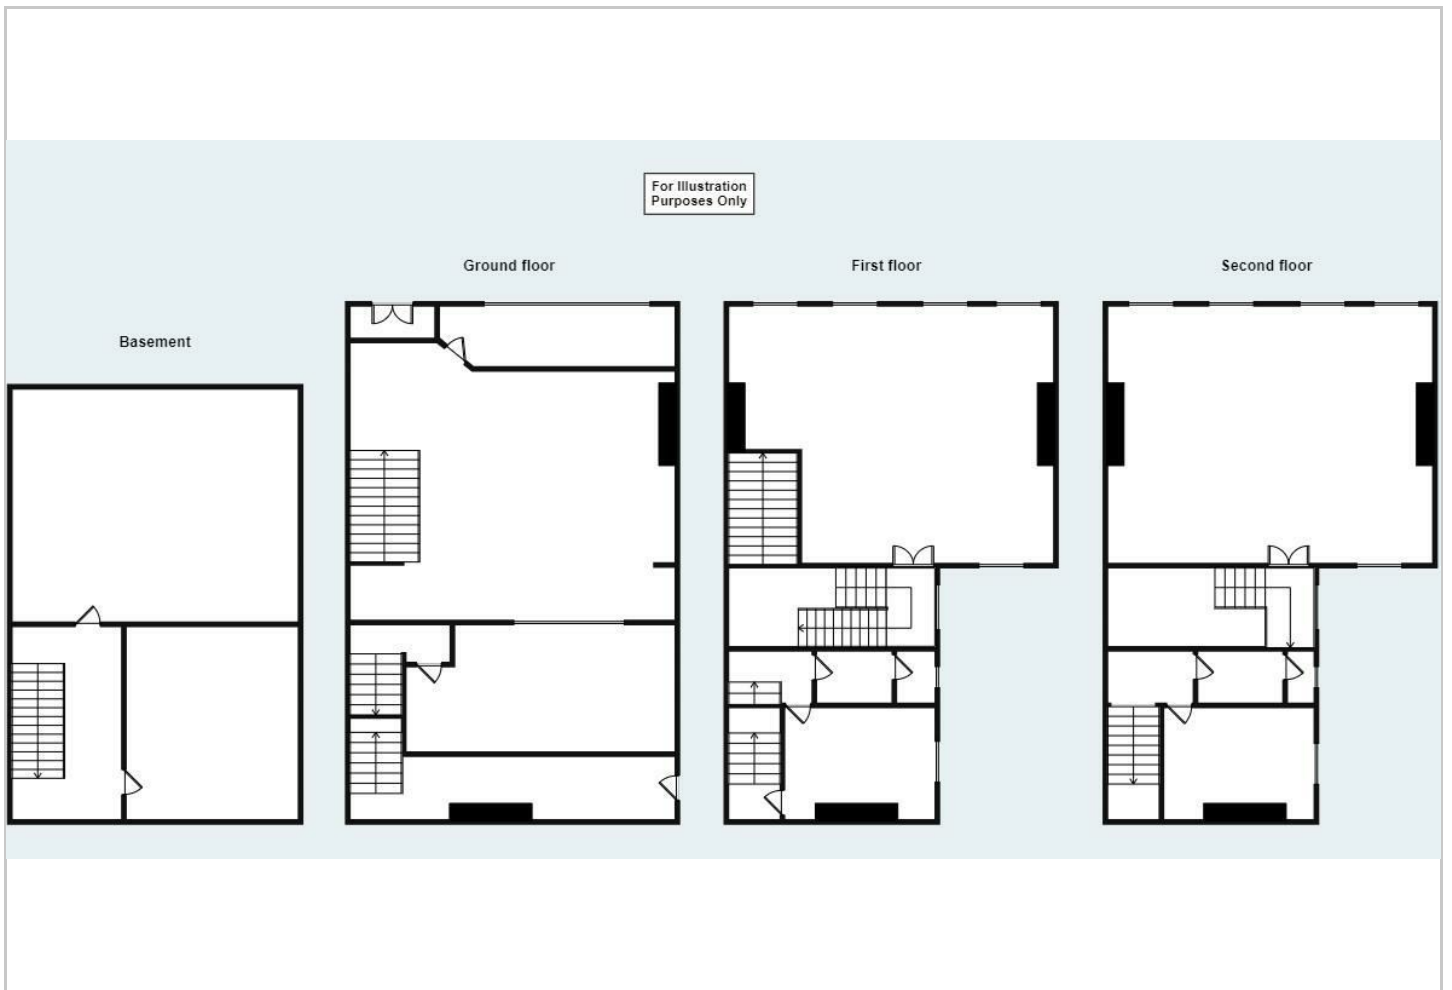 For Illustration
Purposes Only
Ground floor
First floor
Second floor
Basement